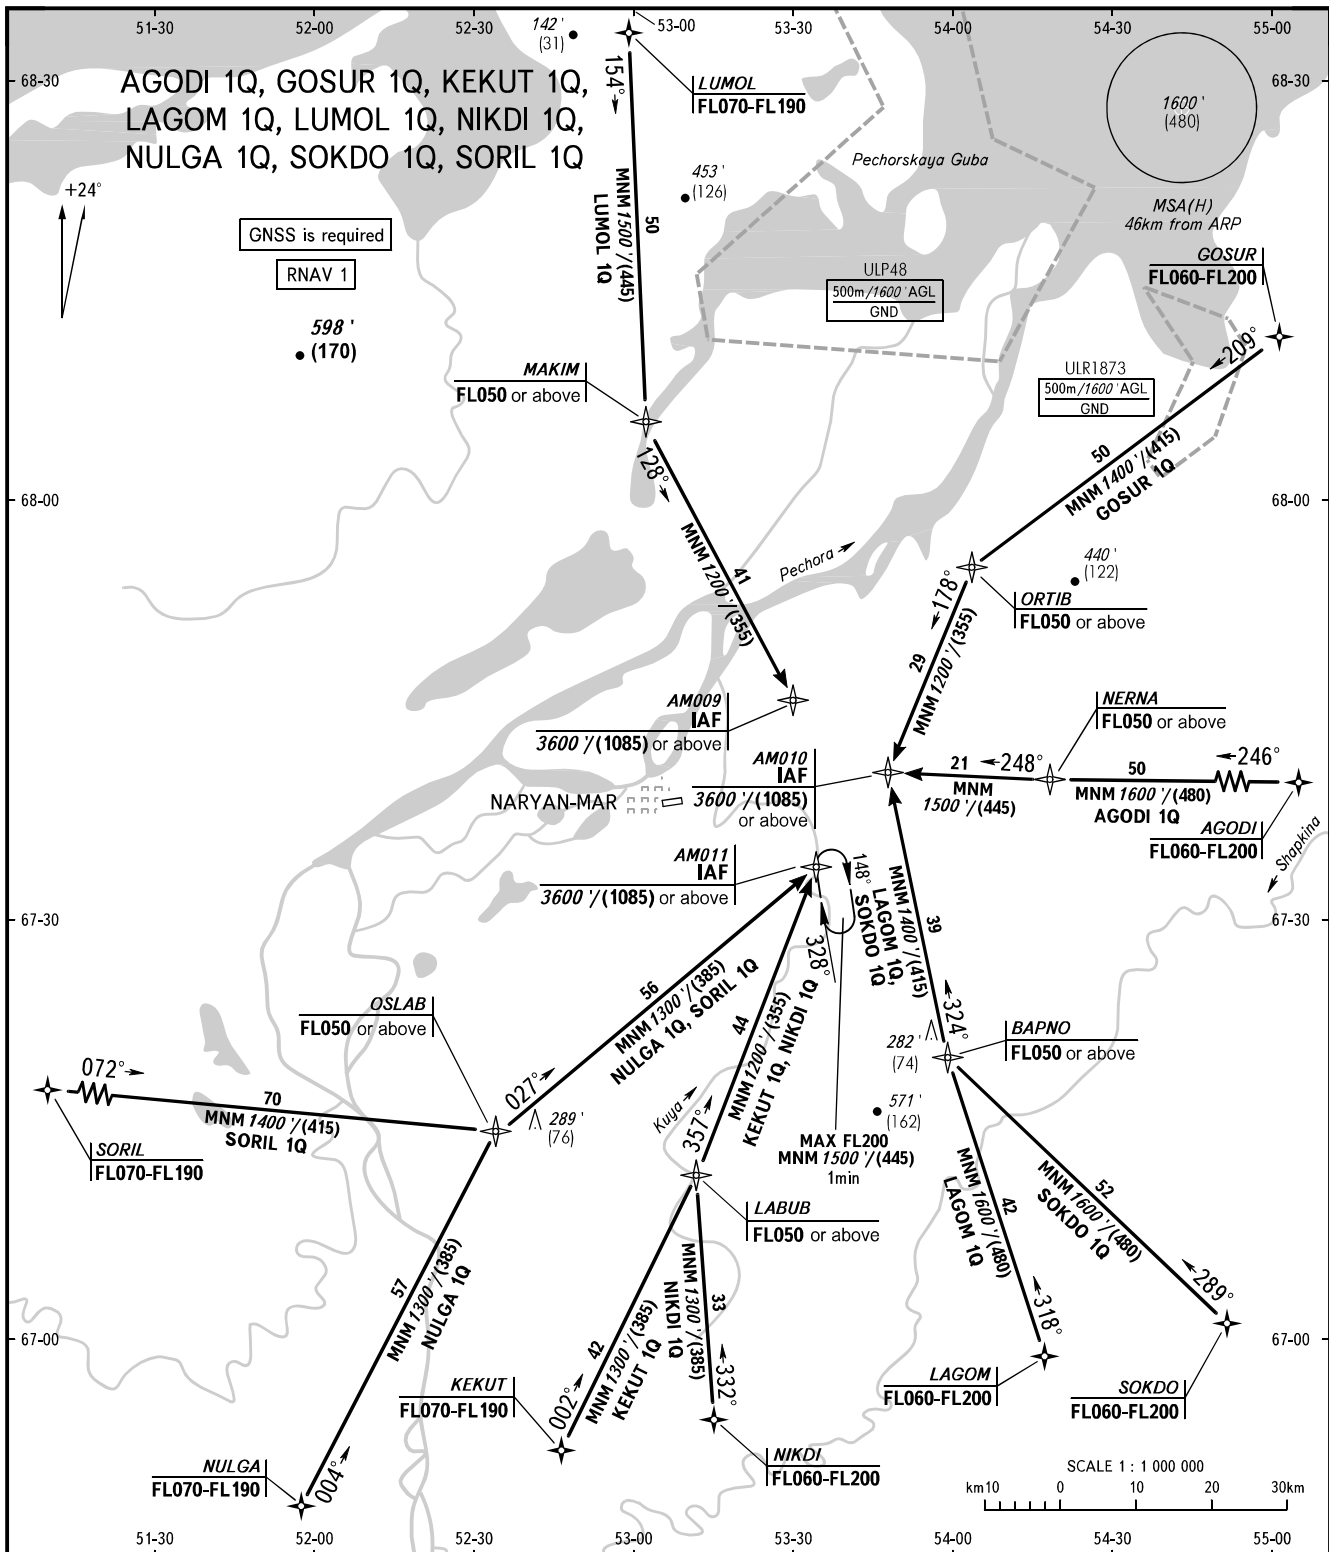 51-30
52-00
52-30
53-00
53-30
54-00
54-30
55-00
142'
(31)
68-30
68-30
AGODI 1Q, GOSUR 1Q, KEKUT 1Q,
LAGOM 1Q, LUMOL 1Q, NIKDI 1Q,
NULGA 1Q, SOKDO 1Q, SORIL 1Q
154°
LUMOL
FL070-FL190
1600'
(480)
MSA(H)
46km from ARP
Pechorskaya Guba
453'
(126)
+24°
GNSS is required
RNAV 1
598'
(170)
50
MNM 1500'/(445)
LUMOL 1Q
ULP48
500m/1600'AGL
GND
GOSUR
FL060-FL200
209°
MAKIM
FL050 or above
ULR1873
500m/1600'AGL
GND
128°
50
MNM 1400'/(415)
GOSUR 1Q
68-00
68-00
41
MNM 1200'/(355)
Pechora
440'
(122)
178°
ORTIB
FL050 or above
29
MNM 1200'/(355)
AM009
IAF
3600'/(1085) or above
NERNA
FL050 or above
AM010
IAF
3600'/(1085)
or above
21
248°
MNM
1500'/(445)
50
246°
MNM 1600'/(480)
AGODI 1Q
NARYAN-MAR
AGODI
FL060-FL200
Shapkina
AM011
IAF
3600'/(1085) or above
148°
328°
39
MNM 1400'/(415)
LAGOM 1Q,
SOKDO 1Q
67-30
67-30
56
MNM 1300'/(385)
NULGA 1Q, SORIL 1Q
44
MNM 1200'/(355)
KEKUT 1Q, NIKDI 1Q
OSLAB
FL050 or above
324°
282'
(74)
BAPNO
FL050 or above
072°
70
MNM 1400'/(415)
SORIL 1Q
SORIL
FL070-FL190
027°
289'
(76)
Kuya
357°
571'
(162)
MAX FL200
MNM 1500'/(445)
1min
LABUB
FL050 or above
42
MNM 1600'/(480)
LAGOM 1Q
52
MNM 1600'/(480)
SOKDO 1Q
57
MNM 1300'/(385)
NULGA 1Q
42
MNM 1300'/(385)
KEKUT 1Q
33
MNM 1300'/(385)
NIKDI 1Q
289°
318°
67-00
67-00
332°
002°
KEKUT
FL070-FL190
LAGOM
FL060-FL200
SOKDO
FL060-FL200
NULGA
FL070-FL190
004°
NIKDI
FL060-FL200
SCALE 1 : 1 000 000
km10
0
10
20
30km
51-30
52-00
52-30
53-00
53-30
54-00
54-30
55-00